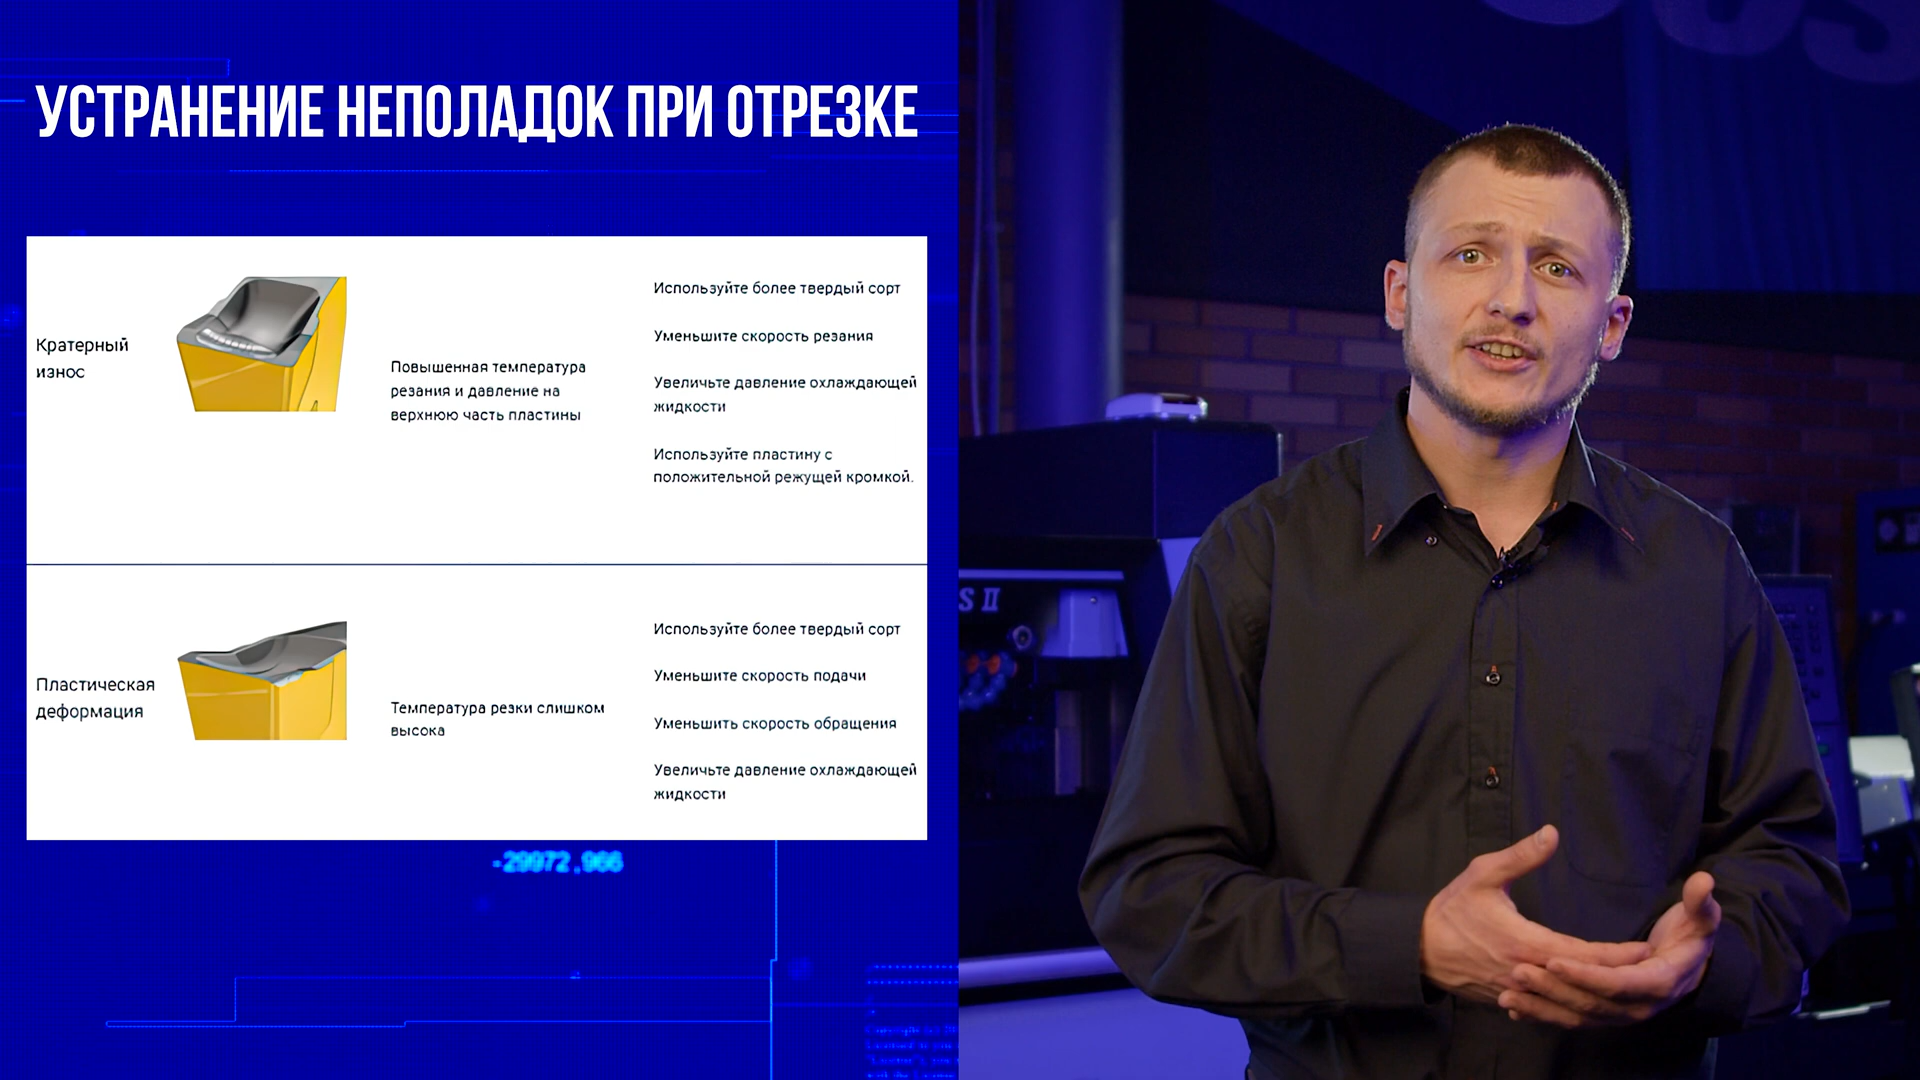 УСТРАНЕНИЕ НЕПОЛАДОК ПРИ ОТРЕЗКЕ
Кратерный
износ
Повышенная температура
резания и давление на
верхнюю часть пластины
Используйте более твердый сорт
Уменьшите скорость резания
Увеличьте давление охлаждающей
жидкости
Используйте пластину с
положительной режущей кромкой.
Пластическая
деформация
Температура резки слишком
высока
Используйте более твердый сорт
Уменьшите скорость подачи
Уменьшить скорость обращения
Увеличьте давление охлаждающей
жидкости
-29972,966
S II